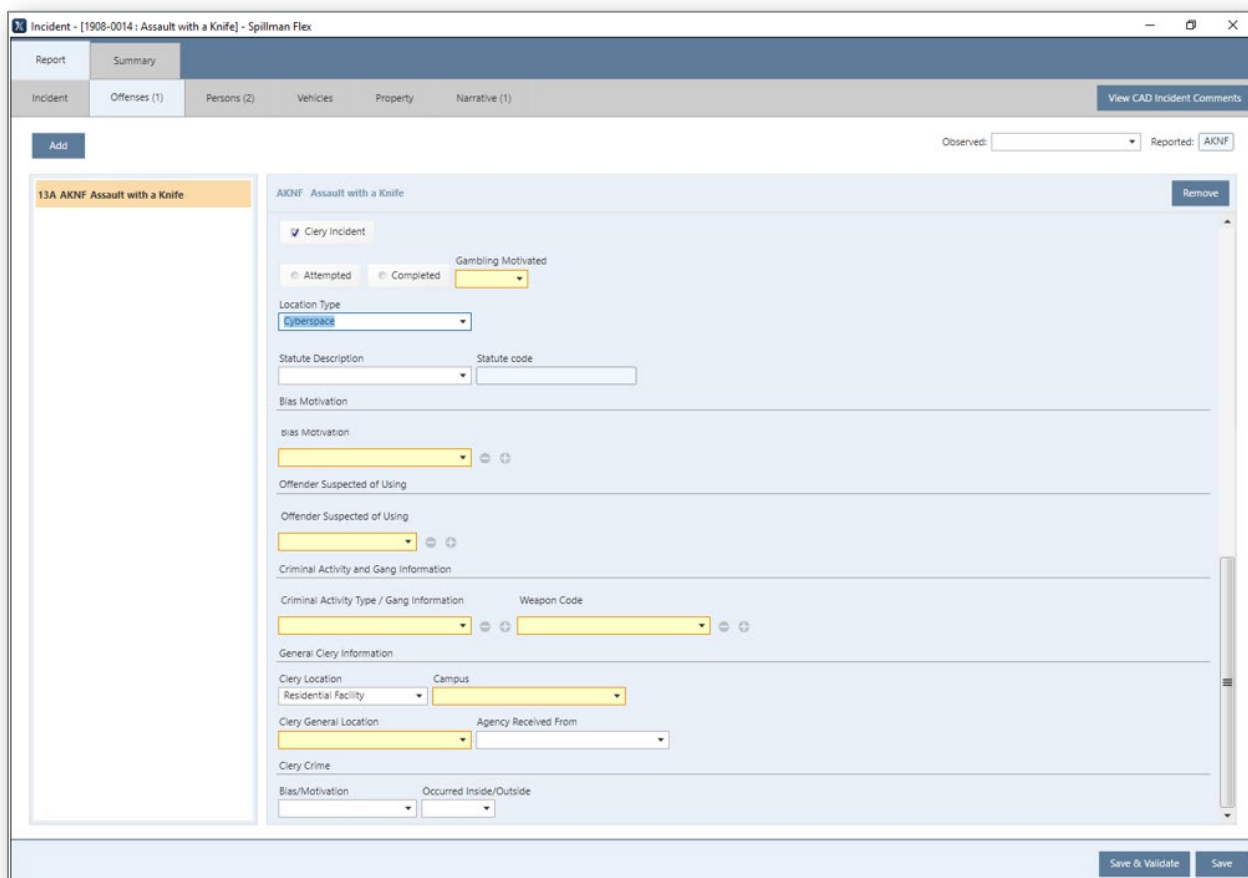 Incident - [1908-0014 : Assault with a Knife] - Spillman Flex
Report Summary
Incident Offenses (1) Persons (2) Vehicles Property Narrative (1) View CAD Incident Comments
Add Observed: Reported: AKNF
13A AKNF Assault with a Knife
AKNF Assault with a Knife Remove
Clery Incident
Gambling Motivated
Attempted Completed
Location Type
Cyberspace
Statute Description Statute code
Bias Motivation
Bias Motivation
Offender Suspected of Using
Offender Suspected of Using
Criminal Activity and Gang Information
Criminal Activity Type / Gang Information Weapon Code
General Clery Information
Clery Location Campus
Residential Facility
Clery General Location Agency Received From
Clery Crime
Bias/Motivation Occurred Inside/Outside
Save & Validate Save